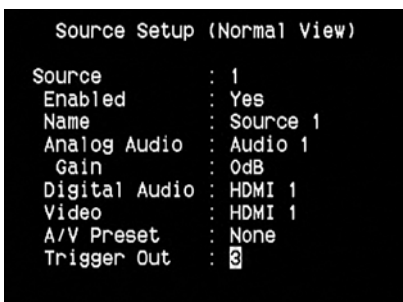 Source Setup (Normal View)
Source : 1
Enabled : Yes
Name : Source 1
Analog Audio : Audio 1
Gain : 0dB
Digital Audio : HDMI 1
Video : HDMI 1
A/V Preset : None
Trigger Out : 3